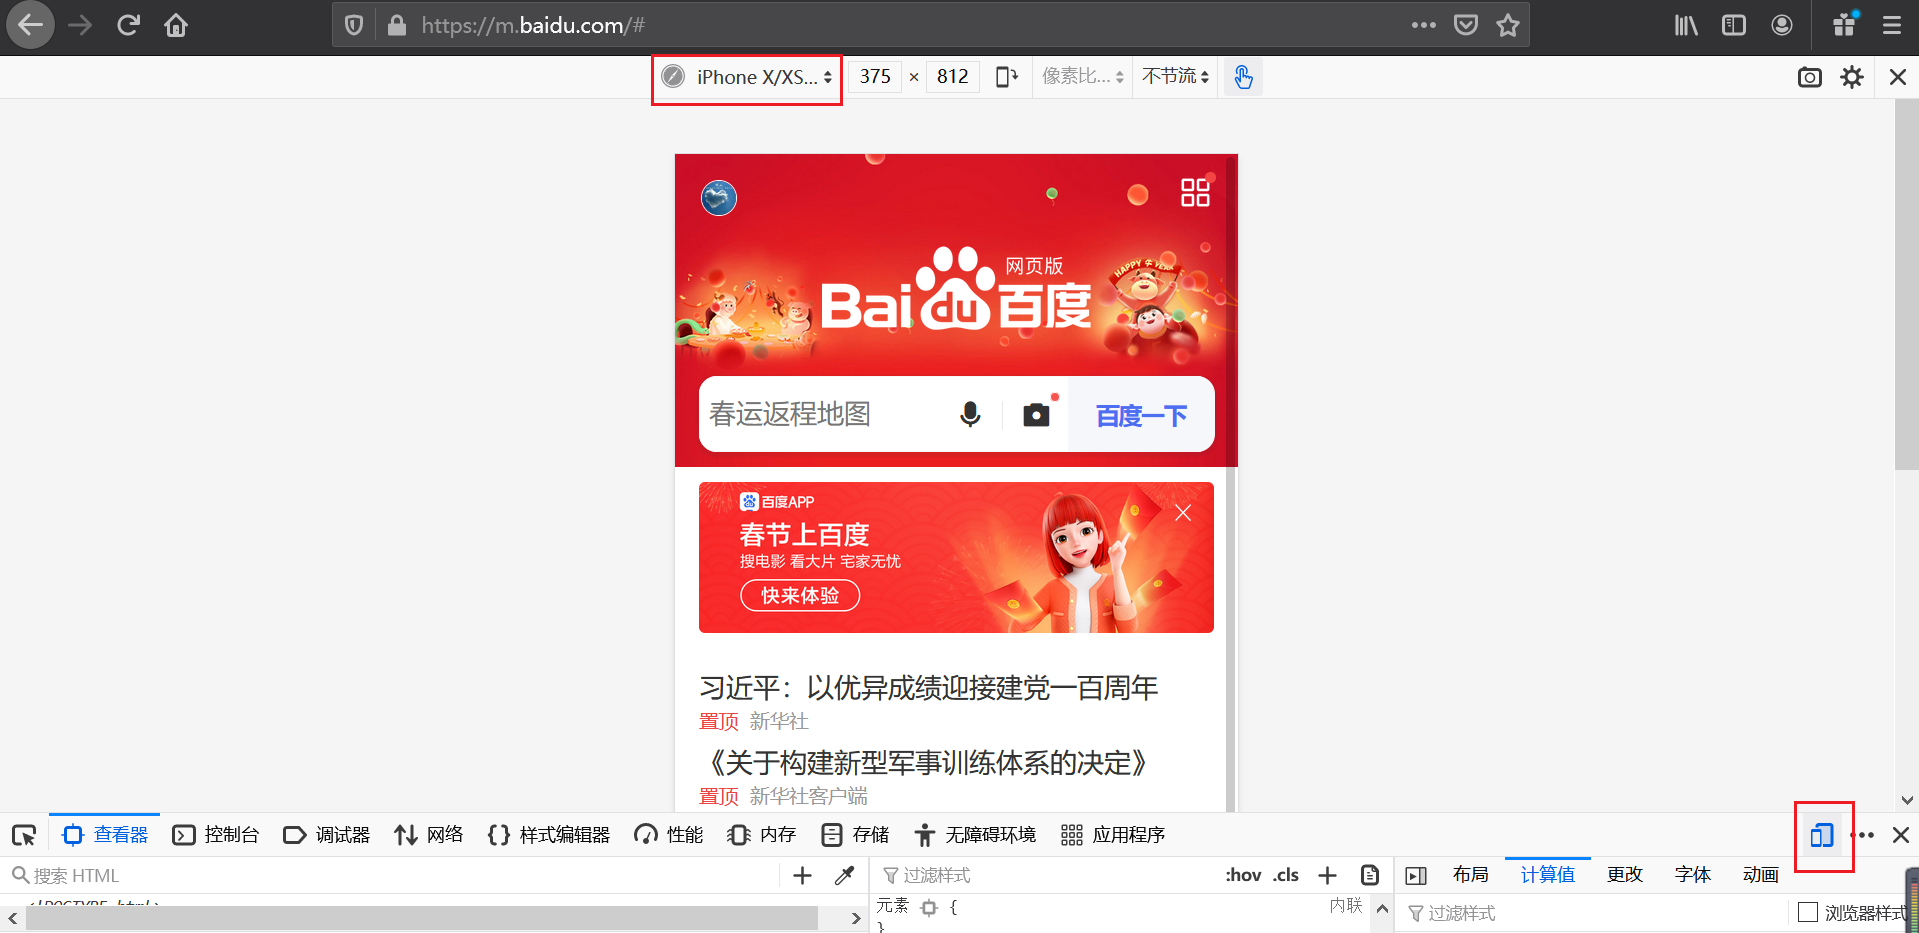 https://m.baidu.com/#
iPhone X/XS... 375 × 812 像素比... 不节流
网页版
Bai du 百度
HAPPY 牛 YEAR
春运返程地图 百度一下
百度APP
春节上百度
搜电影 看大片 宅家无忧
快来体验
习近平：以优异成绩迎接建党一百周年
置顶 新华社
《关于构建新型军事训练体系的决定》
置顶 新华社客户端
查看器 控制台 调试器 网络 样式编辑器 性能 内存 存储 无障碍环境 应用程序
搜索 HTML 过滤样式 :hov .cls 布局 计算值 更改 字体 动画
<!DOCTYPE html>
元素 { 内联
}
过滤样式 浏览器样式